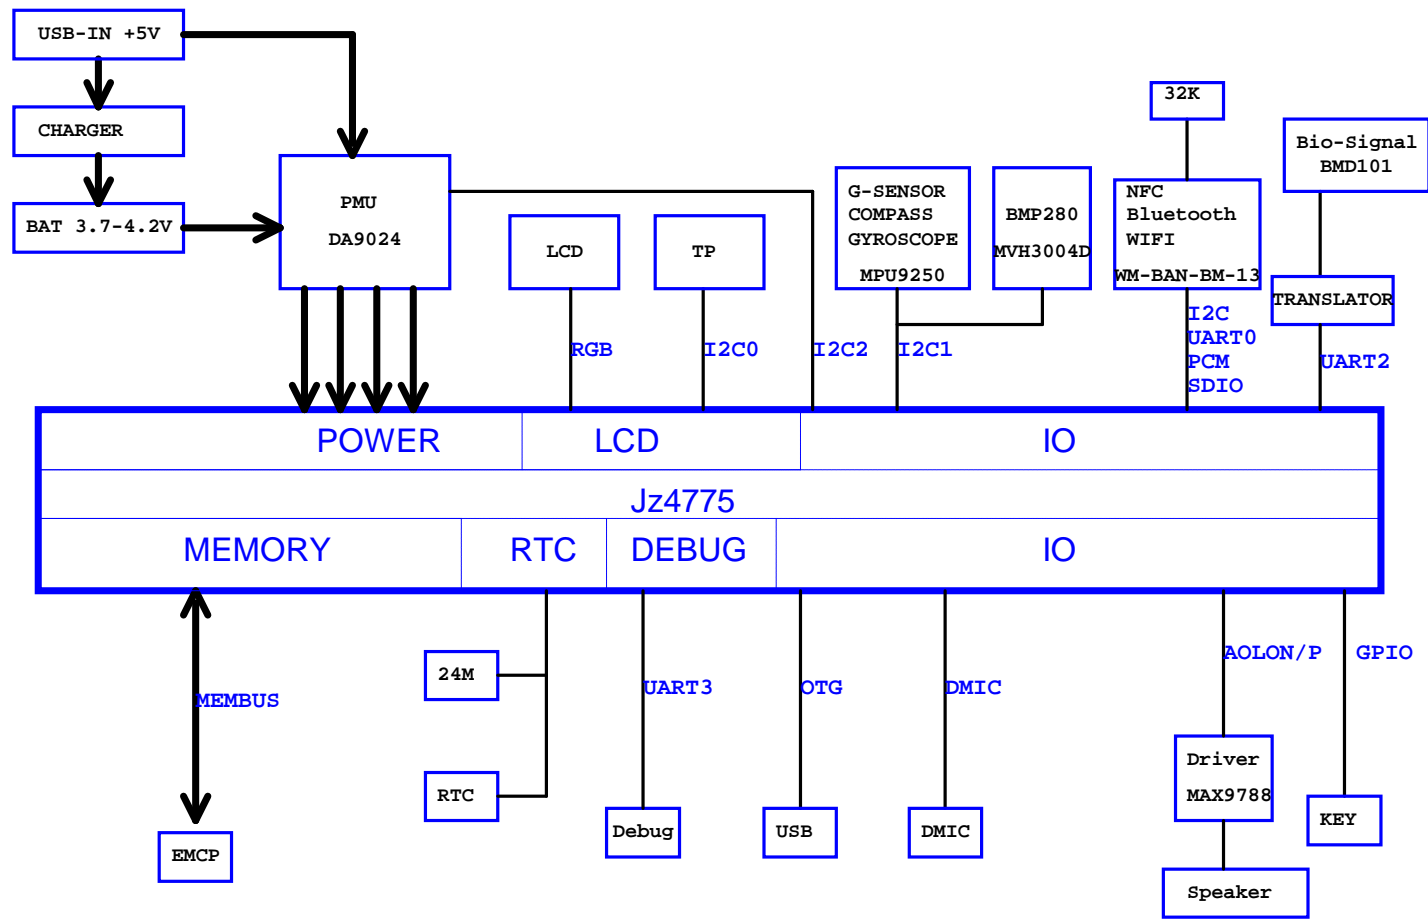 USB-IN +5V
CHARGER
BAT 3.7-4.2V
PMU
DA9024
LCD
TP
G-SENSOR
COMPASS
GYROSCOPE
MPU9250
BMP280
MVH3004D
32K
NFC
Bluetooth
WIFI
WM-BAN-BM-13
Bio-Signal
BMD101
TRANSLATOR
RGB
I2C0
I2C2
I2C1
I2C
UART0
PCM
SDIO
UART2
POWER
LCD
IO
Jz4775
MEMORY
RTC
DEBUG
IO
MEMBUS
EMCP
24M
RTC
UART3
Debug
OTG
USB
DMIC
DMIC
AOLON/P
Driver
MAX9788
Speaker
GPIO
KEY